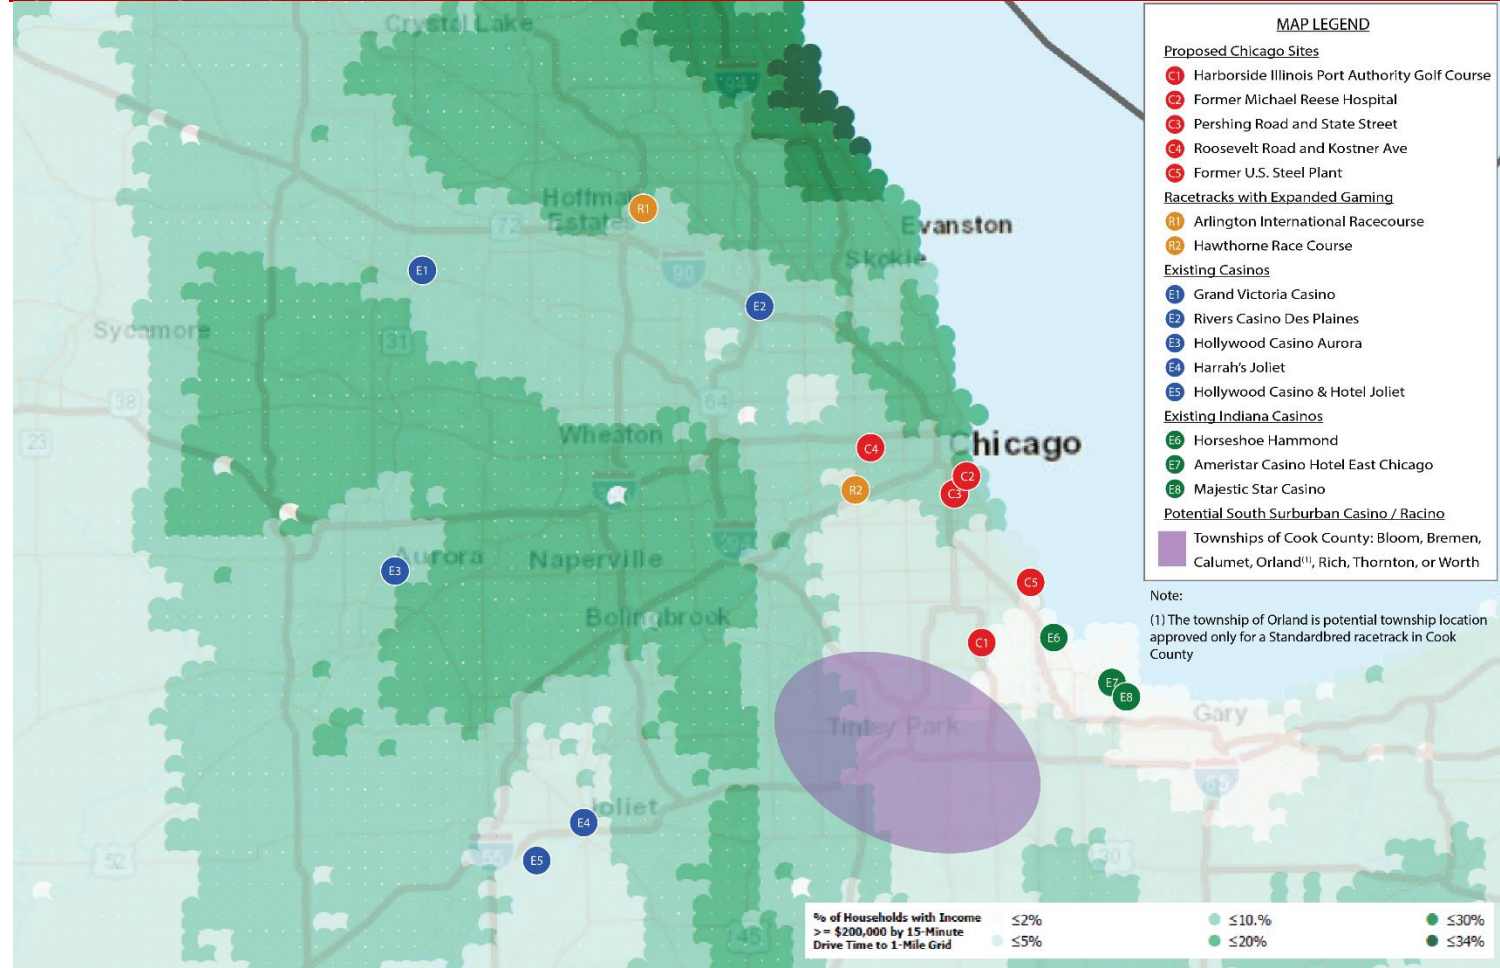 Crystal Lake
94
Hoffman
Estates
R1
72
Evanston
Skokie
90
E1
E2
Sycamore
31
38
64
23
Wheaton
Chicago
C4
C2
C3
R2
Aurora
Naperville
E3
C5
Bolingbrook
C1
E6
E7
E8
Tinley Park
Gary
65
Joliet
E4
E5
52
30
45
MAP LEGEND
Proposed Chicago Sites
C1 Harborside Illinois Port Authority Golf Course
C2 Former Michael Reese Hospital
C3 Pershing Road and State Street
C4 Roosevelt Road and Kostner Ave
C5 Former U.S. Steel Plant
Racetracks with Expanded Gaming
R1 Arlington International Racecourse
R2 Hawthorne Race Course
Existing Casinos
E1 Grand Victoria Casino
E2 Rivers Casino Des Plaines
E3 Hollywood Casino Aurora
E4 Harrah's Joliet
E5 Hollywood Casino & Hotel Joliet
Existing Indiana Casinos
E6 Horseshoe Hammond
E7 Ameristar Casino Hotel East Chicago
E8 Majestic Star Casino
Potential South Surburban Casino / Racino
Townships of Cook County: Bloom, Bremen,
Calumet, Orland(1), Rich, Thornton, or Worth
Note:
(1) The township of Orland is potential township location
approved only for a Standardbred racetrack in Cook
County
% of Households with Income
>= $200,000 by 15-Minute
Drive Time to 1-Mile Grid
≤2%
≤5%
≤10.%
≤20%
≤30%
≤34%